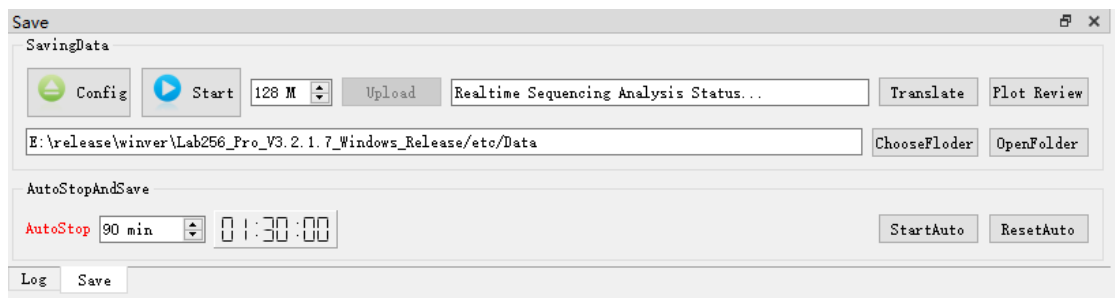 Save
SavingData
Config Start 128 M Upload Realtime Sequencing Analysis Status... Translate Plot Review
E:\release\winver\Lab256_Pro_V3.2.1.7_Windows_Release/etc/Data ChooseFloder OpenFolder
AutoStopAndSave
AutoStop 90 min 01:30:00 StartAuto ResetAuto
Log Save